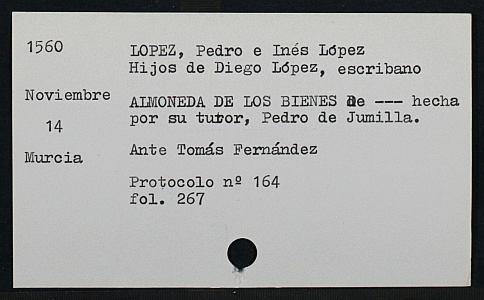 1560
LOPEZ, Pedro e Inés López
Hijos de Diego López, escribano
Noviembre
14
Murcia
ALMONEDA DE LOS BIENES de --- hecha
por su tutor, Pedro de Jumilla.
Ante Tomás Fernández
Protocolo nº 164
fol. 267